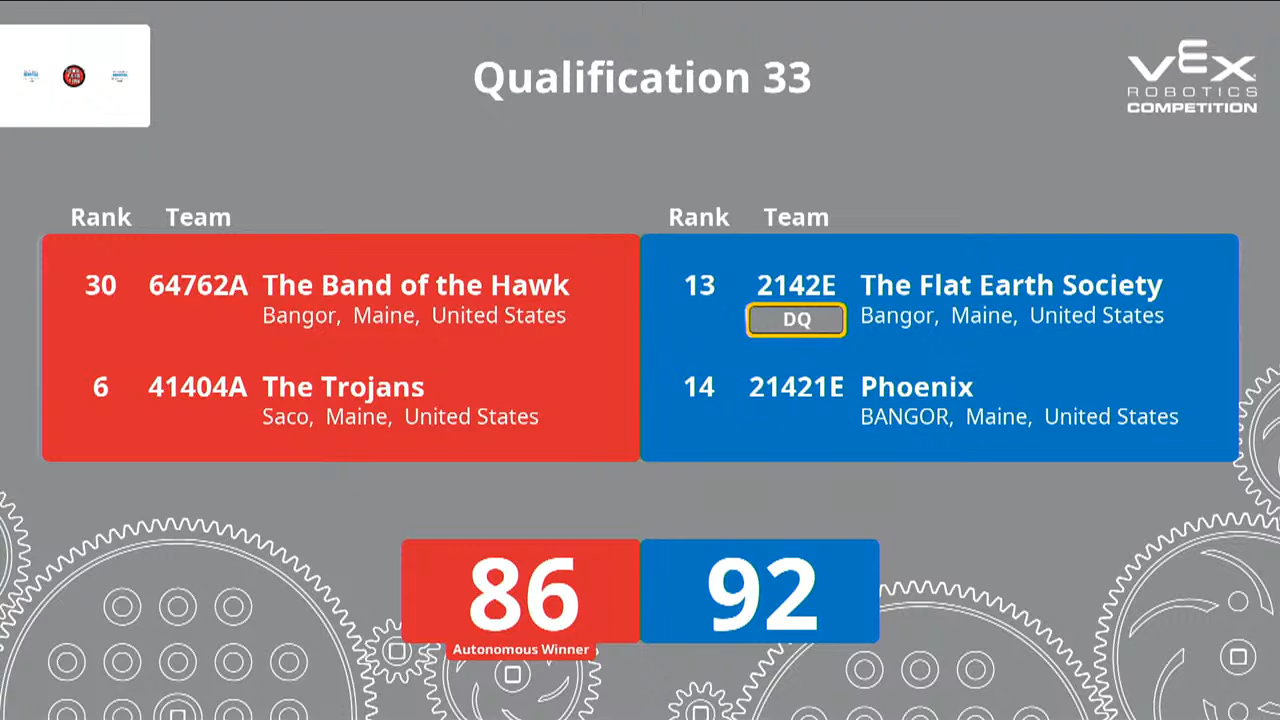 Qualification 33
VEX
ROBOTICS
COMPETITION
Rank Team
30 64762A The Band of the Hawk
Bangor, Maine, United States
6 41404A The Trojans
Saco, Maine, United States
Rank Team
13 2142E The Flat Earth Society
DQ Bangor, Maine, United States
14 21421E Phoenix
BANGOR, Maine, United States
86
Autonomous Winner
92